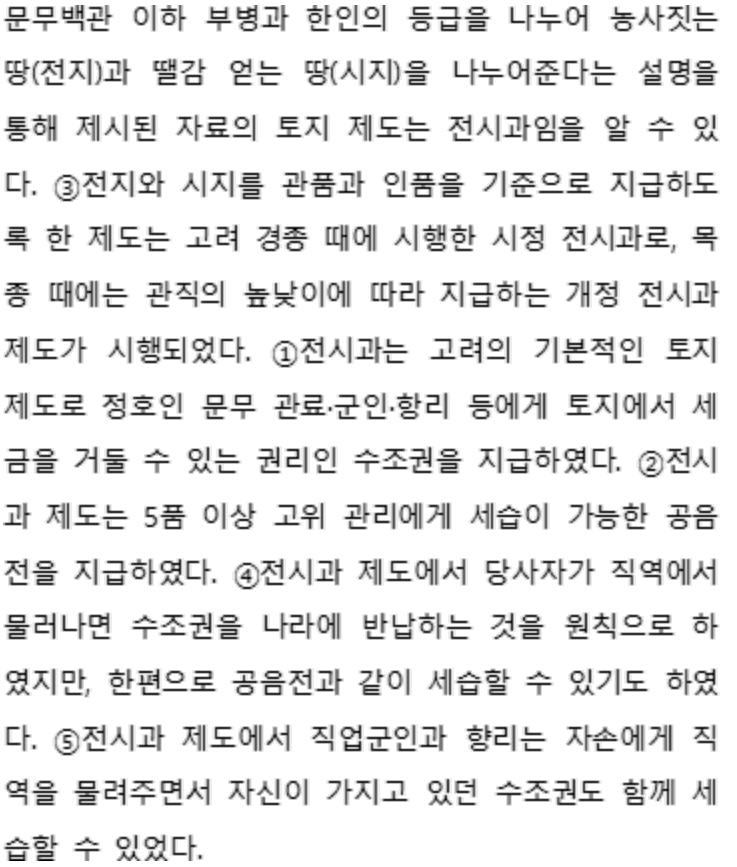 문무백관 이하 부병과 한인의 등급을 나누어 농사짓는
땅(전지)과 땔감 얻는 땅(시지)을 나누어준다는 설명을
통해 제시된 자료의 토지 제도는 전시과임을 알 수 있
다. ③전지와 시지를 관품과 인품을 기준으로 지급하도
록 한 제도는 고려 경종 때에 시행한 시정 전시과로, 목
종 때에는 관직의 높낮이에 따라 지급하는 개정 전시과
제도가 시행되었다. ①전시과는 고려의 기본적인 토지
제도로 정호인 문무 관료·군인·향리 등에게 토지에서 세
금을 거둘 수 있는 권리인 수조권을 지급하였다. ②전시
과 제도는 5품 이상 고위 관리에게 세습이 가능한 공음
전을 지급하였다. ④전시과 제도에서 당사자가 직역에서
물러나면 수조권을 나라에 반납하는 것을 원칙으로 하
였지만, 한편으로 공음전과 같이 세습할 수 있기도 하였
다. ⑤전시과 제도에서 직업군인과 향리는 자손에게 직
역을 물려주면서 자신이 가지고 있던 수조권도 함께 세
습할 수 있었다.